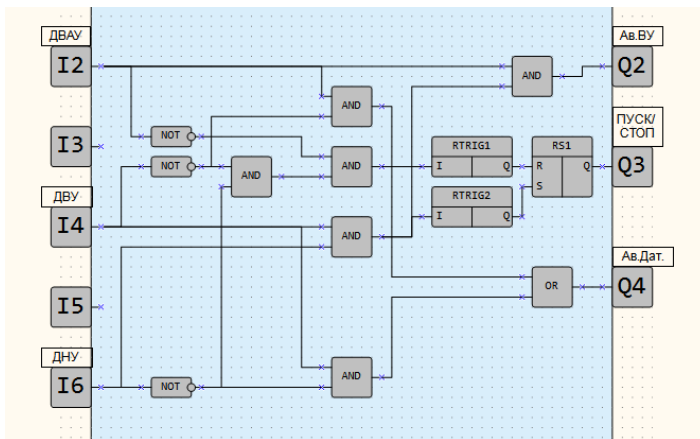 ДВАУ
I2
I3
ДВУ
I4
I5
ДНУ
I6
NOT
NOT
NOT
AND
AND
AND
AND
AND
AND
RTRIG1
I Q
RTRIG2
I Q
RS1
R Q
S
OR
Ав.ВУ
Q2
ПУСК/
СТОП
Q3
Ав.Дат.
Q4